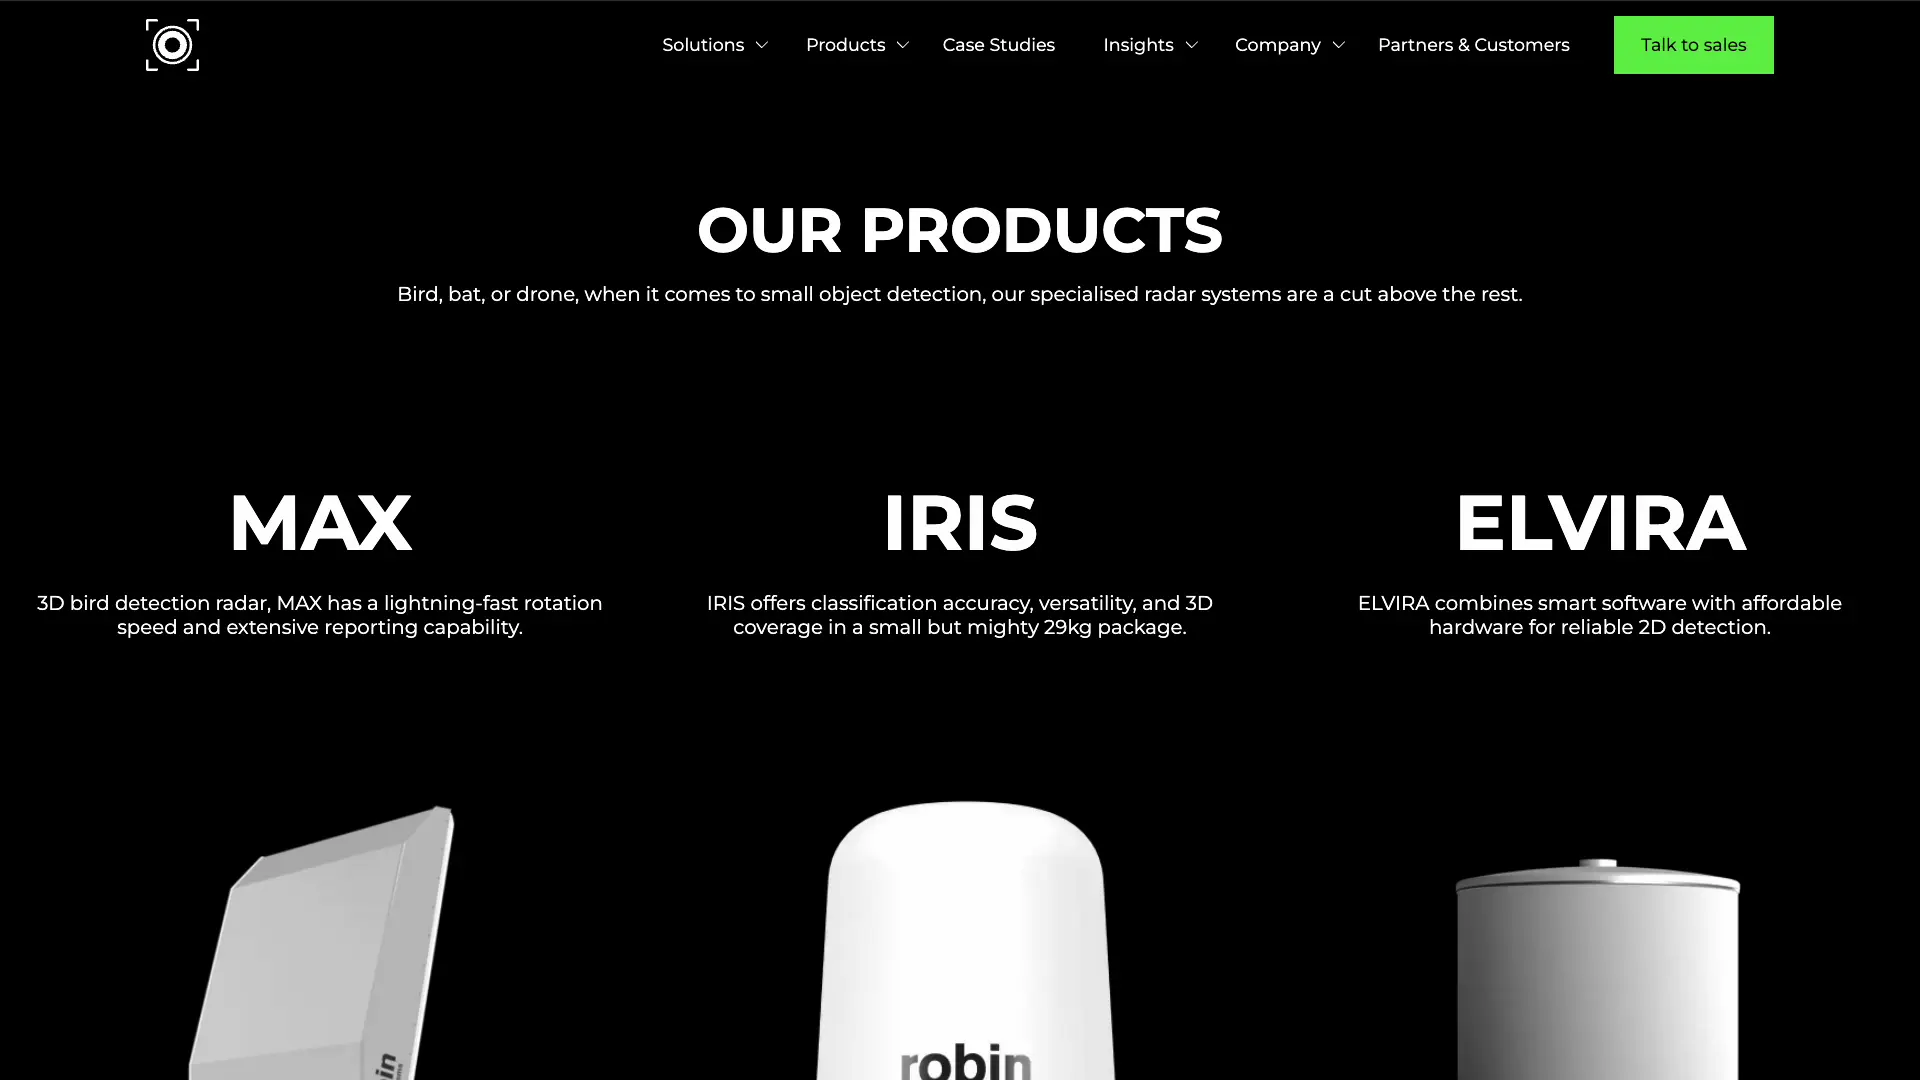 Solutions
Products
Case Studies
Insights
Company
Partners & Customers
Talk to sales
OUR PRODUCTS
Bird, bat, or drone, when it comes to small object detection, our specialised radar systems are a cut above the rest.
MAX
3D bird detection radar, MAX has a lightning-fast rotation
speed and extensive reporting capability.
IRIS
IRIS offers classification accuracy, versatility, and 3D
coverage in a small but mighty 29kg package.
ELVIRA
ELVIRA combines smart software with affordable
hardware for reliable 2D detection.
robin